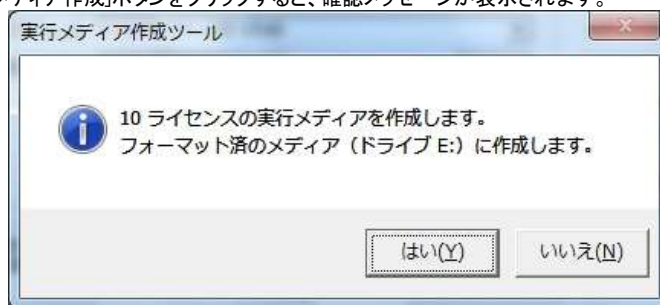 メディア作成]ボタンをクリックすると、確認メッセージが表示されます。
実行メディア作成ツール
10 ライセンスの実行メディアを作成します。
フォーマット済のメディア（ドライブ E:）に作成します。
はい(Y)
いいえ(N)